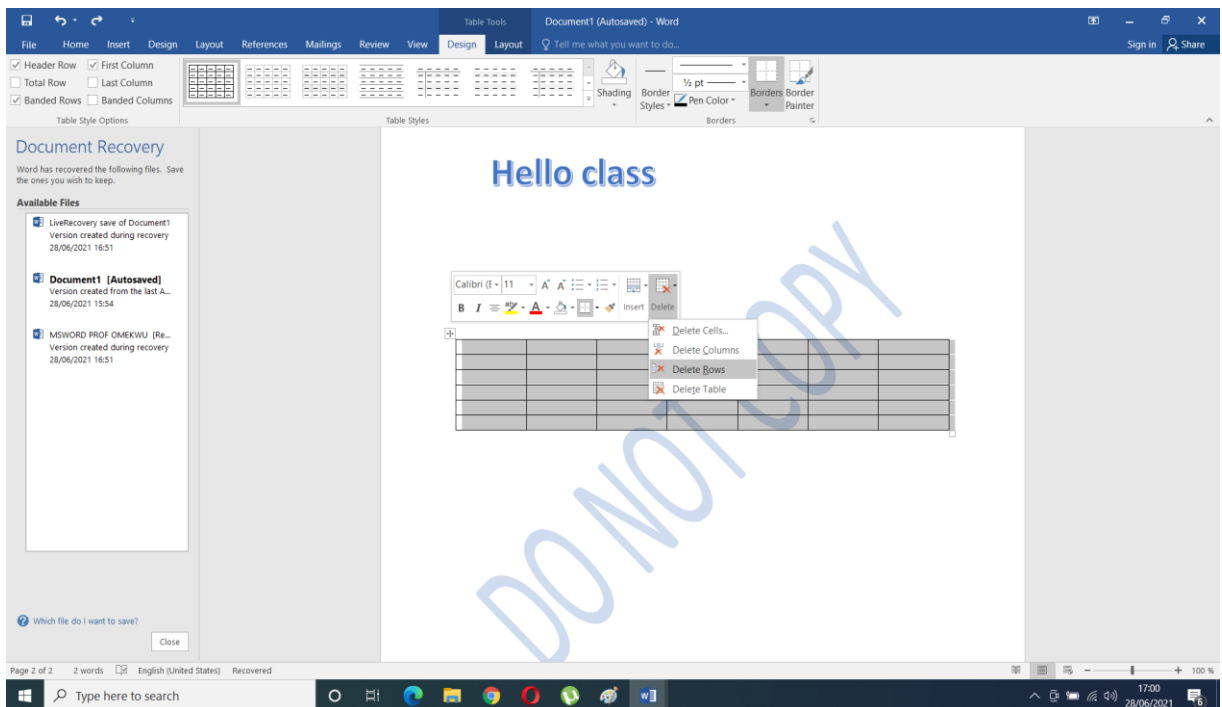 Table Tools
Document1 (Autosaved) - Word
File Home Insert Design Layout References Mailings Review View Design Layout Tell me what you want to do... Sign in Share
Header Row First Column
Total Row Last Column
Banded Rows Banded Columns
Table Style Options
Table Styles
Shading
Border Styles
½ pt
Pen Color
Borders
Border Painter
Borders
Document Recovery
Word has recovered the following files. Save
the ones you wish to keep.
Available Files
LiveRecovery save of Document1
Version created during recovery
28/06/2021 16:51
Document1 [Autosaved]
Version created from the last A...
28/06/2021 15:54
MSWORD PROF OMEKWU [Re...
Version created during recovery
28/06/2021 16:51
Which file do I want to save?
Close
Hello class
Calibri (E 11 A A
B I aby A Insert Delete
Delete Cells...
Delete Columns
Delete Rows
Delete Table
DO NOT COPY
Page 2 of 2 2 words English (United States) Recovered 100 %
Type here to search
17:00
28/06/2021
6